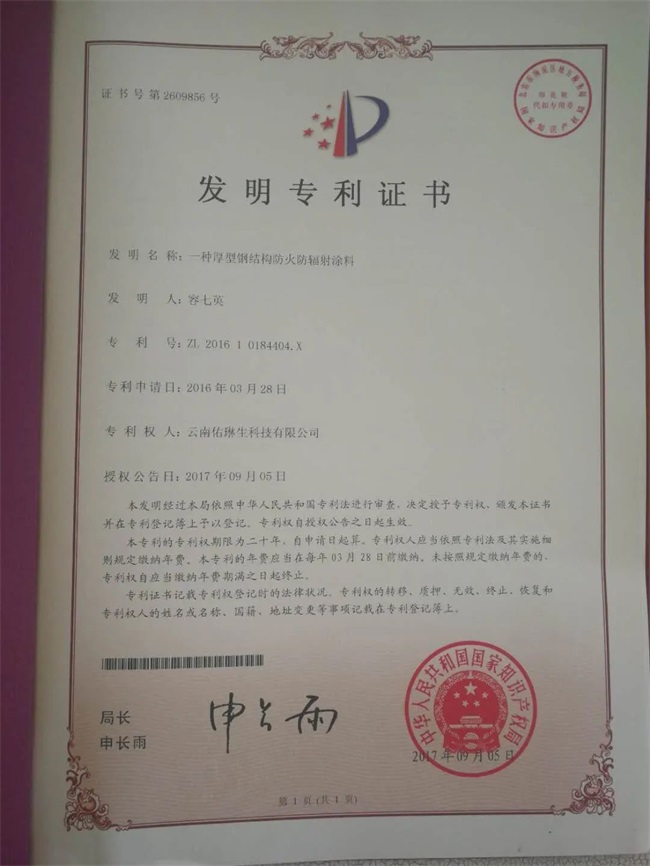 证书号第2609856号
发明专利证书
发明名称：一种厚型钢结构防火防辐射涂料
发明人：容七英
专利号：ZL 2016 1 0184404.X
专利申请日：2016年03月28日
专利权人：云南佑琳生科技有限公司
授权公告日：2017年09月05日
本发明经过本局依照中华人民共和国专利法进行审查，决定授予专利权，颁发本证书
并在专利登记簿上予以登记。专利权自授权公告之日起生效。
本专利的专利权期限为二十年，自申请日起算。专利权人应当依照专利法及其实施细
则规定缴纳年费。本专利的年费应当在每年03月28日前缴纳。未按照规定缴纳年费的，
专利权自应当缴纳年费期满之日起终止。
专利证书记载专利权登记时的法律状况。专利权的转移、质押、无效、终止、恢复和
专利权人的姓名或名称、国籍、地址变更等事项记载在专利登记簿上。
局长
申长雨
申长雨
中华人民共和国国家知识产权局
2017年09月05日
第1页(共1页)